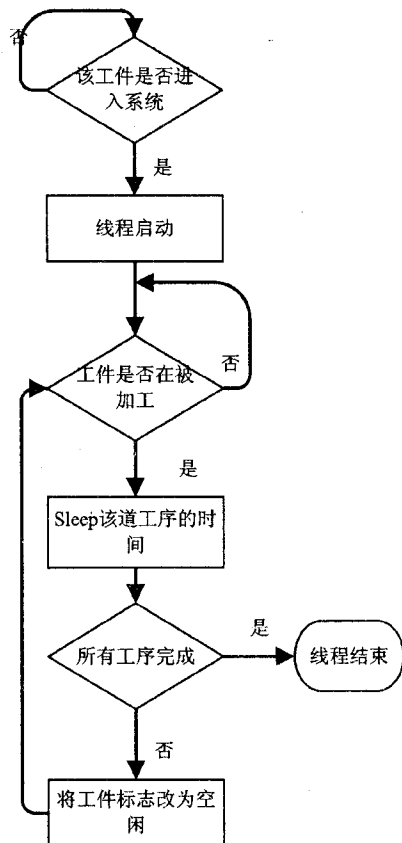 否
该工件是否进
入系统
是
线程启动
工件是否在被
加工
否
是
Sleep该道工序的时
间
所有工序完成
是
线程结束
否
将工件标志改为空
闲